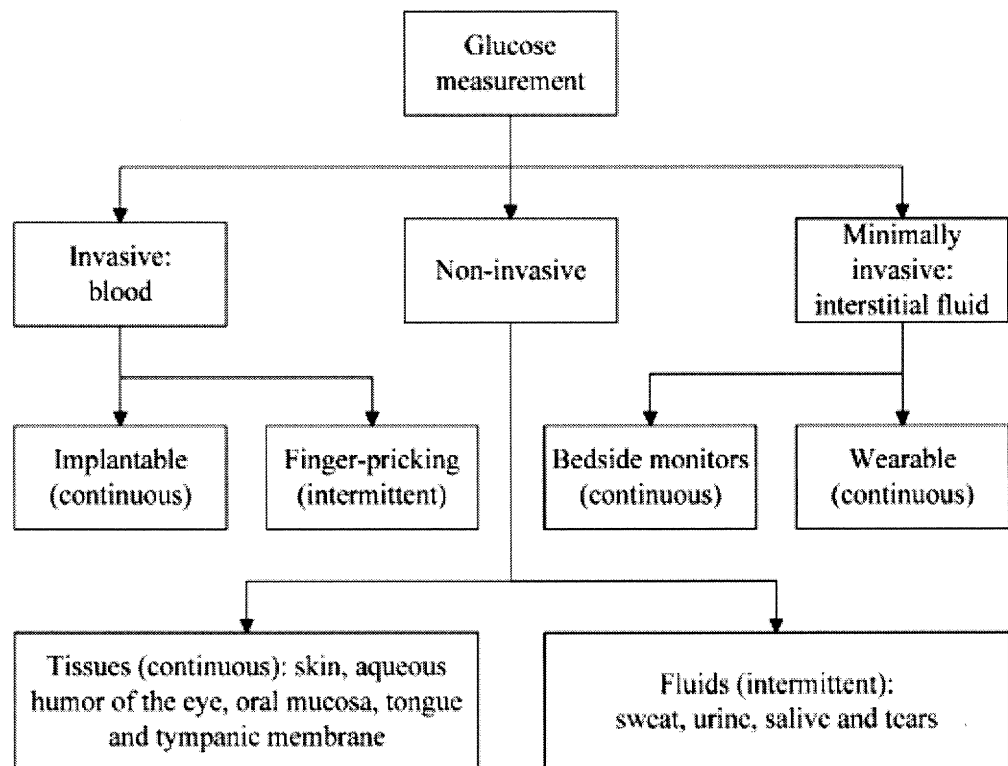 Glucose
measurement
Invasive:
blood
Non-invasive
Minimally
invasive:
interstitial fluid
Implantable
(continuous)
Finger-pricking
(intermittent)
Bedside monitors
(continuous)
Wearable
(continuous)
Tissues (continuous): skin, aqueous
humor of the eye, oral mucosa, tongue
and tympanic membrane
Fluids (intermittent):
sweat, urine, salive and tears